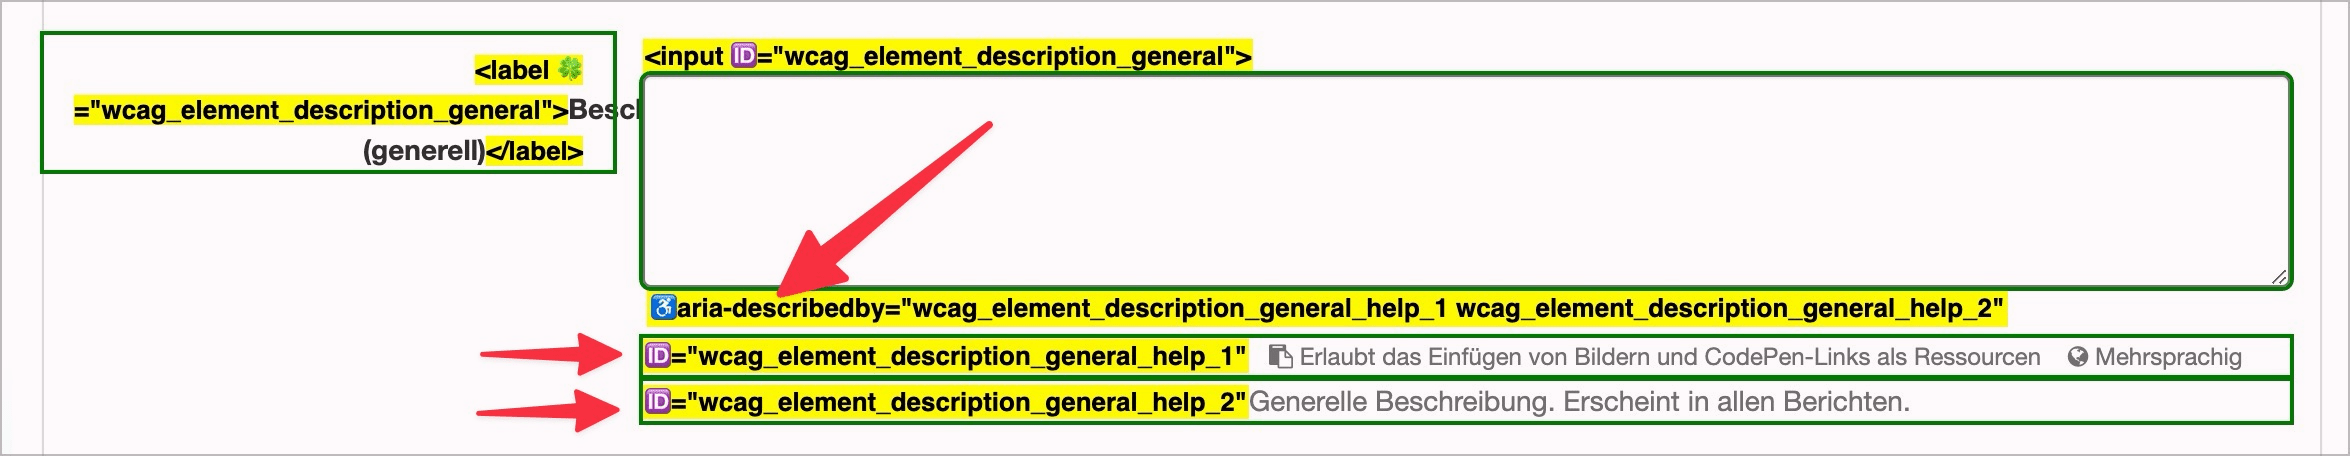 <label 🍀
="wcag_element_description_general">Besc
(generell)</label>
<input 🆔="wcag_element_description_general">
♿aria-describedby="wcag_element_description_general_help_1 wcag_element_description_general_help_2"
🆔="wcag_element_description_general_help_1" Erlaubt das Einfügen von Bildern und CodePen-Links als Ressourcen Mehrsprachig
🆔="wcag_element_description_general_help_2"Generelle Beschreibung. Erscheint in allen Berichten.